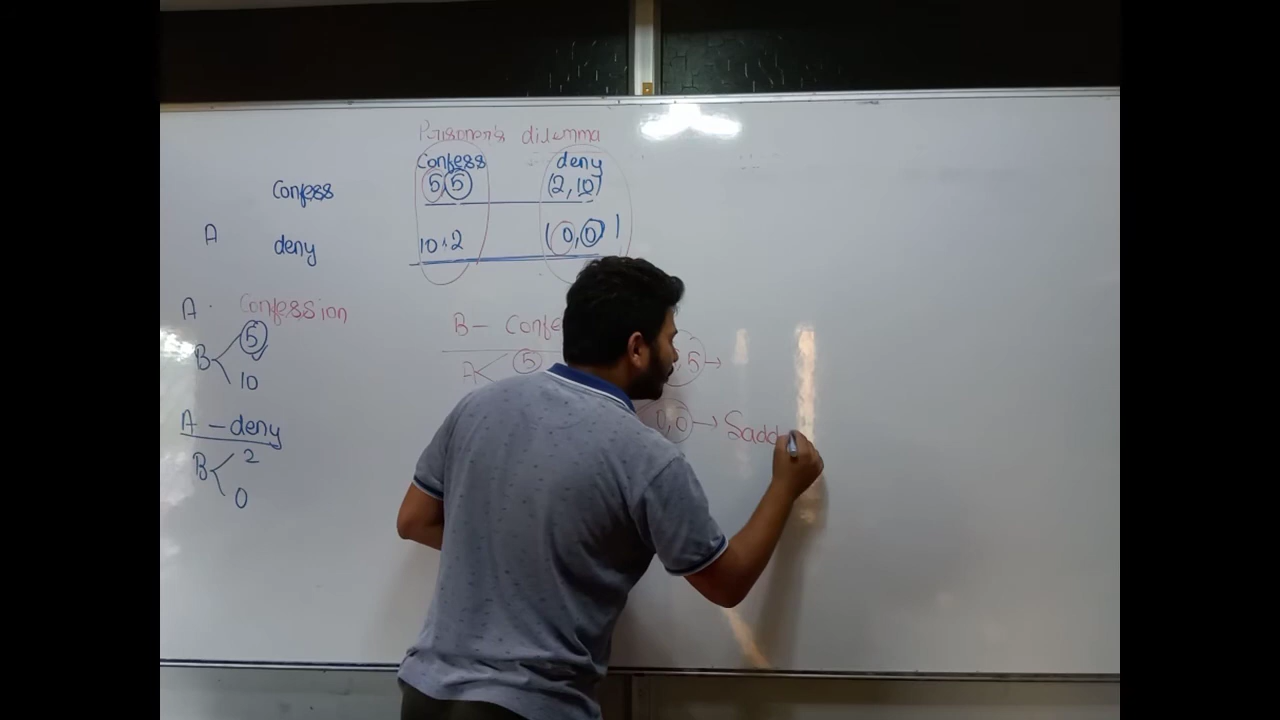 Prisoner's dilemma
Confess deny
Confess 5,5 (2,10)
A deny 10,2 (0,0)
A. Confession
B 5
10
A - deny
B 2
0
B - Confe
A 5
5 →
0,0 → Sadd